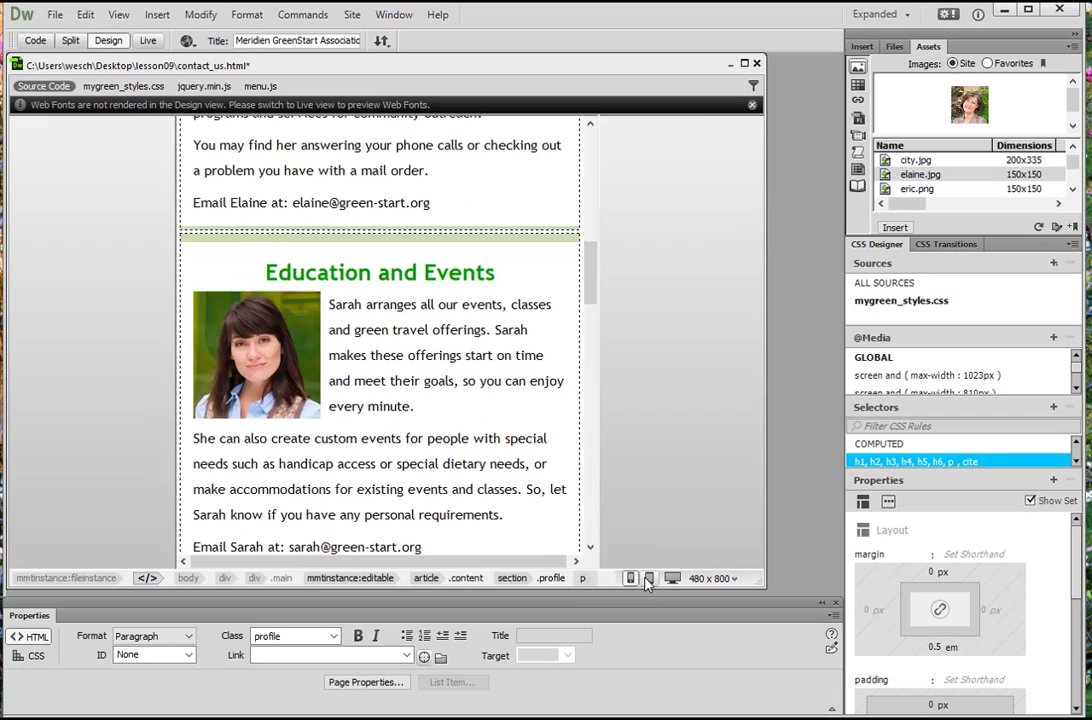 Dw File Edit View Insert Modify Format Commands Site Window Help Expanded
Code Split Design Live Title: Meridien GreenStart Associatic
C:\Users\wesch\Desktop\lesson09\contact_us.html*
Source Code mygreen_styles.css jquery.min.js menu.js
Web Fonts are not rendered in the Design view. Please switch to Live view to preview Web Fonts.
programs and services for community outreach.
You may find her answering your phone calls or checking out
a problem you have with a mail order.
Email Elaine at: elaine@green-start.org
Education and Events
Sarah arranges all our events, classes
and green travel offerings. Sarah
makes these offerings start on time
and meet their goals, so you can enjoy
every minute.
She can also create custom events for people with special
needs such as handicap access or special dietary needs, or
make accommodations for existing events and classes. So, let
Sarah know if you have any personal requirements.
Email Sarah at: sarah@green-start.org
mmtinstance:fileinstance </> body div div .main mmtinstance:editable article .content section .profile p 480 x 800
Properties
<> HTML Format Paragraph Class profile B I Title
CSS ID None Link Target
Page Properties... List Item...
Insert Files Assets
Images: Site Favorites
Name Dimensions
city.jpg 200x335
elaine.jpg 150x150
eric.png 150x150
Insert
CSS Designer CSS Transitions
Sources
ALL SOURCES
mygreen_styles.css
@Media
GLOBAL
screen and ( max-width : 1023px )
screen and ( max-width : 810px )
Selectors
Filter CSS Rules
COMPUTED
h1, h2, h3, h4, h5, h6, p , cite
Properties
Show Set
Layout
margin : Set Shorthand
0 px
0 px 0 px
0.5 em
padding : Set Shorthand
0 px